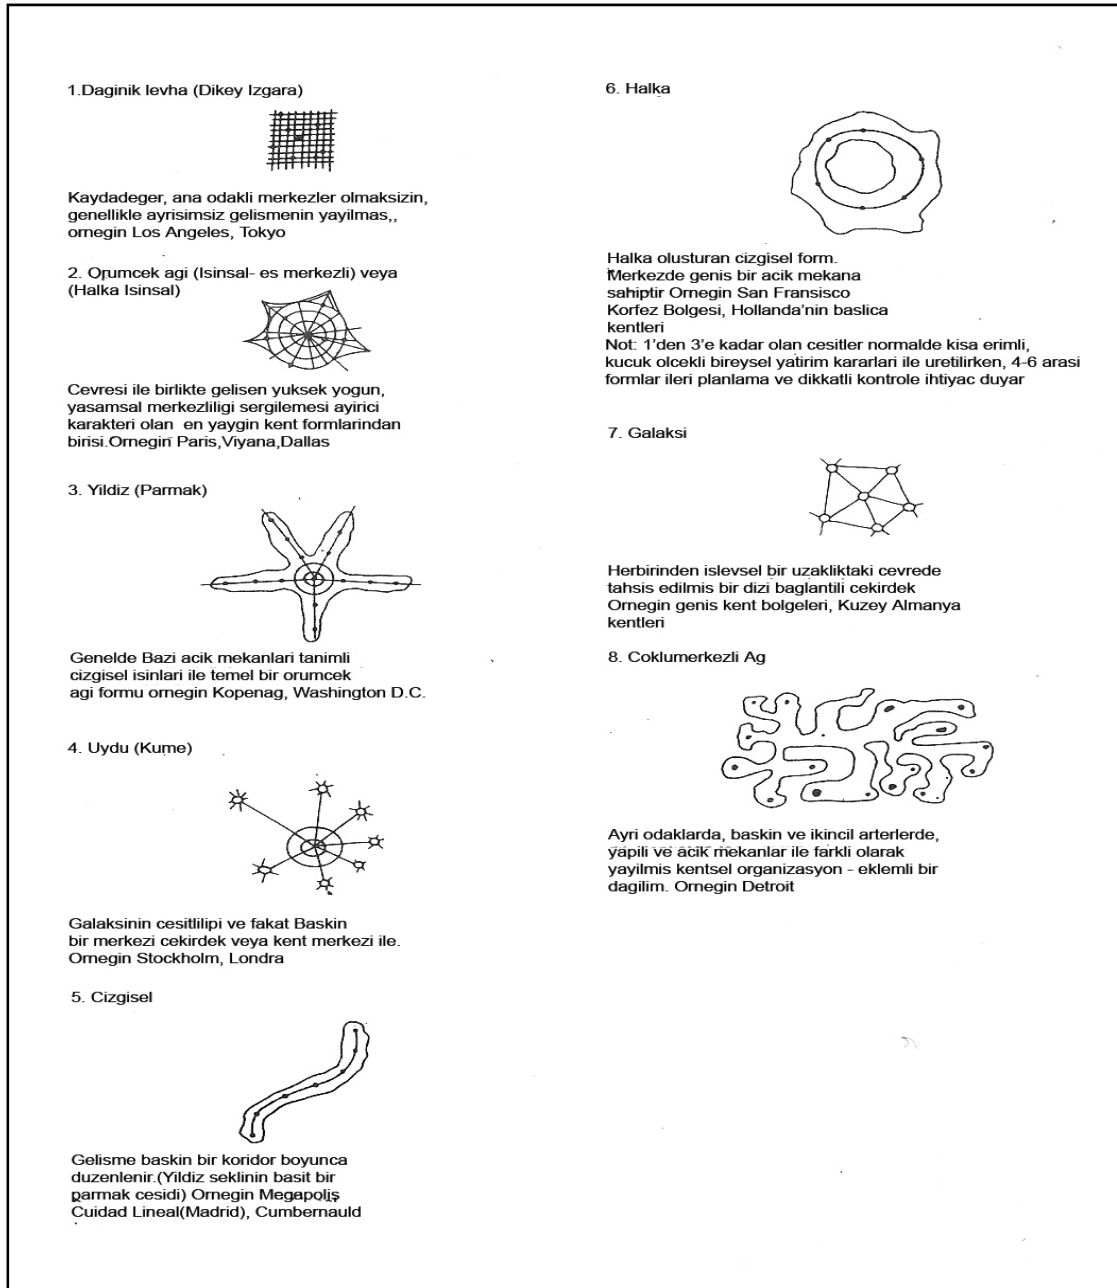 1.Daginik levha (Dikey Izgara)
Kaydadeger, ana odakli merkezler olmaksizin,
genellikle ayrisimsiz gelismenin yayilmas,,
ornegin Los Angeles, Tokyo
2. Orumcek agi (Isinsal- es merkezli) veya
(Halka Isinsal)
Cevresi ile birlikte gelisen yuksek yogun,
yasamsal merkezliligi sergilemesi ayirici
karakteri olan en yaygin kent formlarindan
birisi.Ornegin Paris,Viyana,Dallas
3. Yildiz (Parmak)
Genelde Bazi acik mekanlari tanimli
cizgisel isinlari ile temel bir orumcek
agi formu ornegin Kopenag, Washington D.C.
4. Uydu (Kume)
Galaksinin cesitlilipi ve fakat Baskin
bir merkezi cekirdek veya kent merkezi ile.
Ornegin Stockholm, Londra
5. Cizgisel
Gelisme baskin bir koridor boyunca
duzenlenir.(Yildiz seklinin basit bir
parmak cesidi) Ornegin Megapolis
Cuidad Lineal(Madrid), Cumbernauld
6. Halka
Halka olusturan cizgisel form.
Merkezde genis bir acik mekana
sahiptir Ornegin San Fransisco
Korfez Bolgesi, Hollanda'nin baslica
kentleri
Not: 1'den 3'e kadar olan cesitler normalde kisa erimli,
kucuk olcekli bireysel yatirim kararlari ile uretilirken, 4-6 arasi
formlar ileri planlama ve dikkatli kontrole ihtiyac duyar
7. Galaksi
Herbirinden islevsel bir uzakliktaki cevrede
tahsis edilmis bir dizi baglantili cekirdek
Ornegin genis kent bolgeleri, Kuzey Almanya
kentleri
8. Coklumerkezli Ag
Ayri odaklarda, baskin ve ikincil arterlerde,
yapili ve acik mekanlar ile farkli olarak
yayilmis kentsel organizasyon - eklemli bir
dagilim. Ornegin Detroit